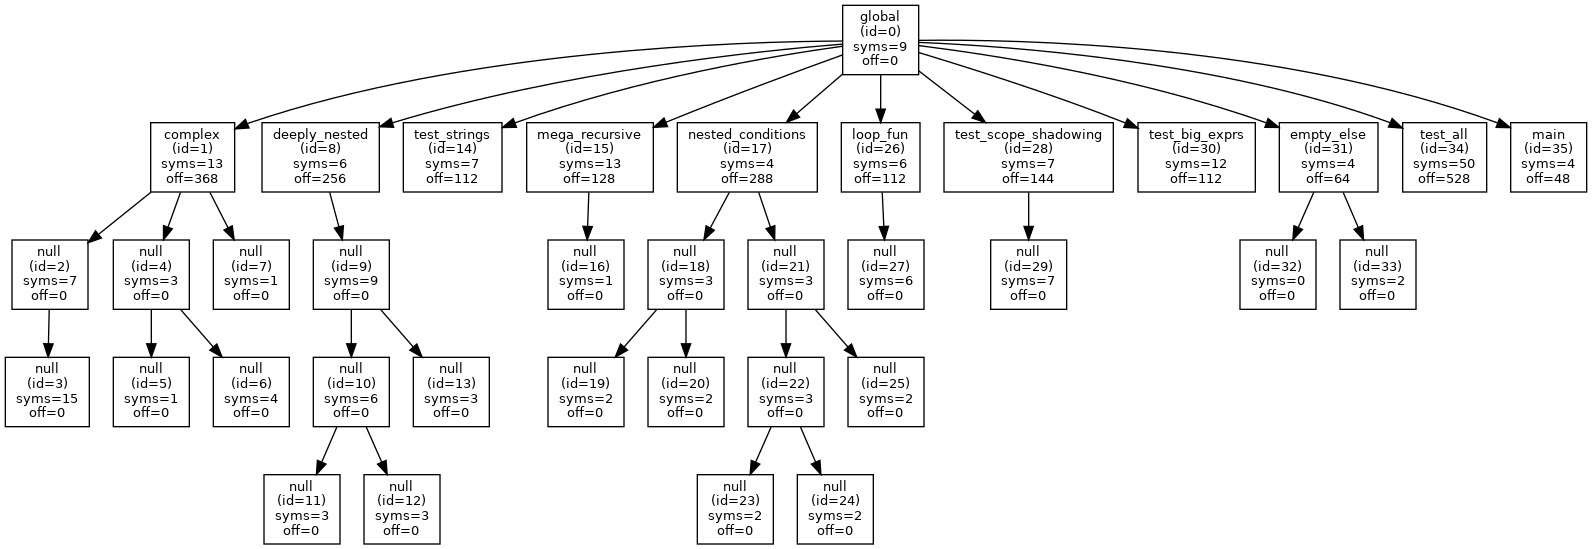 global
(id=0)
syms=9
off=0
complex
(id=1)
syms=13
off=368
deeply_nested
(id=8)
syms=6
off=256
test_strings
(id=14)
syms=7
off=112
mega_recursive
(id=15)
syms=13
off=128
nested_conditions
(id=17)
syms=4
off=288
loop_fun
(id=26)
syms=6
off=112
test_scope_shadowing
(id=28)
syms=7
off=144
test_big_exprs
(id=30)
syms=12
off=112
empty_else
(id=31)
syms=4
off=64
test_all
(id=34)
syms=50
off=528
main
(id=35)
syms=4
off=48
null
(id=2)
syms=7
off=0
null
(id=4)
syms=3
off=0
null
(id=7)
syms=1
off=0
null
(id=9)
syms=9
off=0
null
(id=16)
syms=1
off=0
null
(id=18)
syms=3
off=0
null
(id=21)
syms=3
off=0
null
(id=27)
syms=6
off=0
null
(id=29)
syms=7
off=0
null
(id=32)
syms=0
off=0
null
(id=33)
syms=2
off=0
null
(id=3)
syms=15
off=0
null
(id=5)
syms=1
off=0
null
(id=6)
syms=4
off=0
null
(id=10)
syms=6
off=0
null
(id=13)
syms=3
off=0
null
(id=19)
syms=2
off=0
null
(id=20)
syms=2
off=0
null
(id=22)
syms=3
off=0
null
(id=25)
syms=2
off=0
null
(id=11)
syms=3
off=0
null
(id=12)
syms=3
off=0
null
(id=23)
syms=2
off=0
null
(id=24)
syms=2
off=0